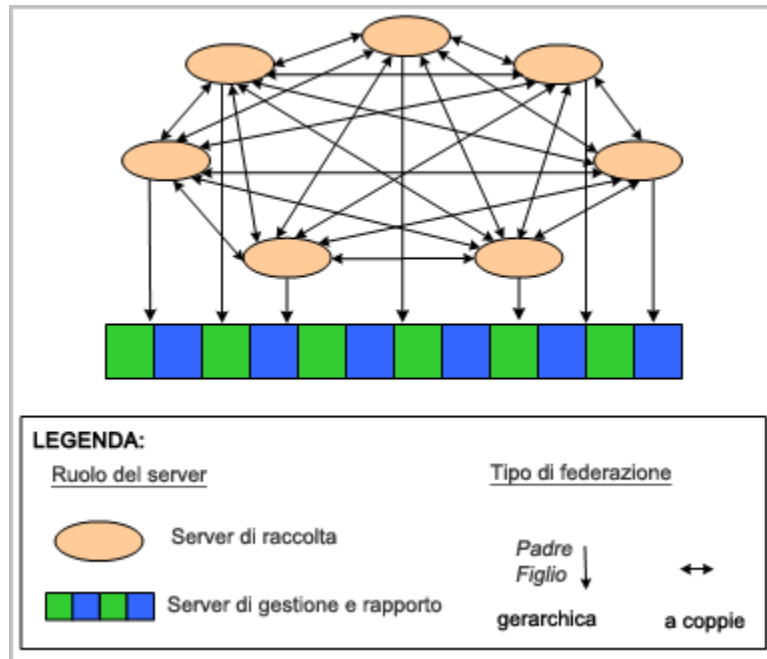 LEGENDA:
Ruolo del server
Tipo di federazione
Server di raccolta
Padre
Figlio
Server di gestione e rapporto
gerarchica
a coppie